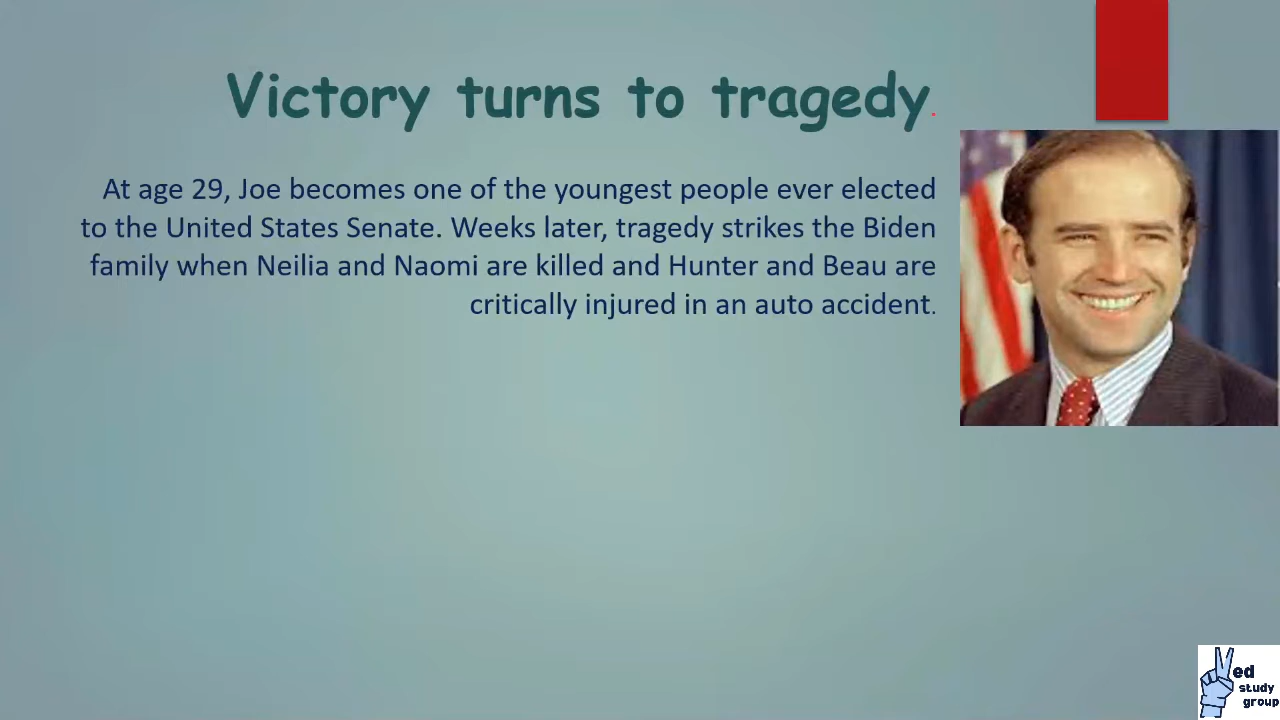 Victory turns to tragedy.
At age 29, Joe becomes one of the youngest people ever elected
to the United States Senate. Weeks later, tragedy strikes the Biden
family when Neilia and Naomi are killed and Hunter and Beau are
critically injured in an auto accident.
ed
study
group